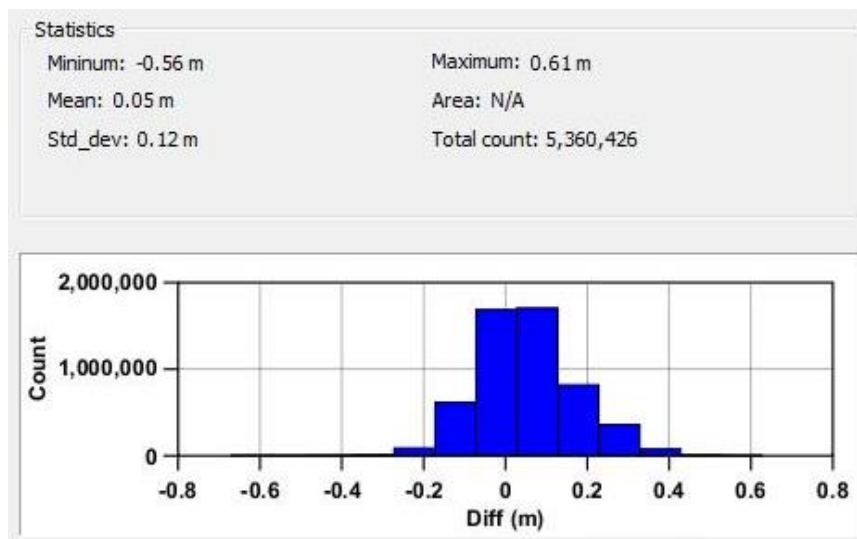 Statistics
Mininum: -0.56 m
Maximum: 0.61 m
Mean: 0.05 m
Area: N/A
Std_dev: 0.12 m
Total count: 5,360,426
2,000,000
1,000,000
0
Count
-0.8 -0.6 -0.4 -0.2 0 0.2 0.4 0.6 0.8
Diff (m)